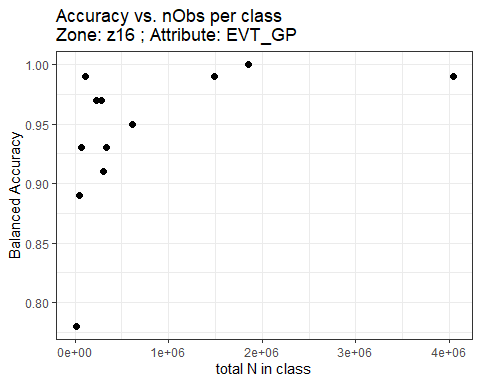 Accuracy vs. nObs per class
Zone: z16 ; Attribute: EVT_GP
1.00
0.95
0.90
0.85
0.80
Balanced Accuracy
0e+00 1e+06 2e+06 3e+06 4e+06
total N in class